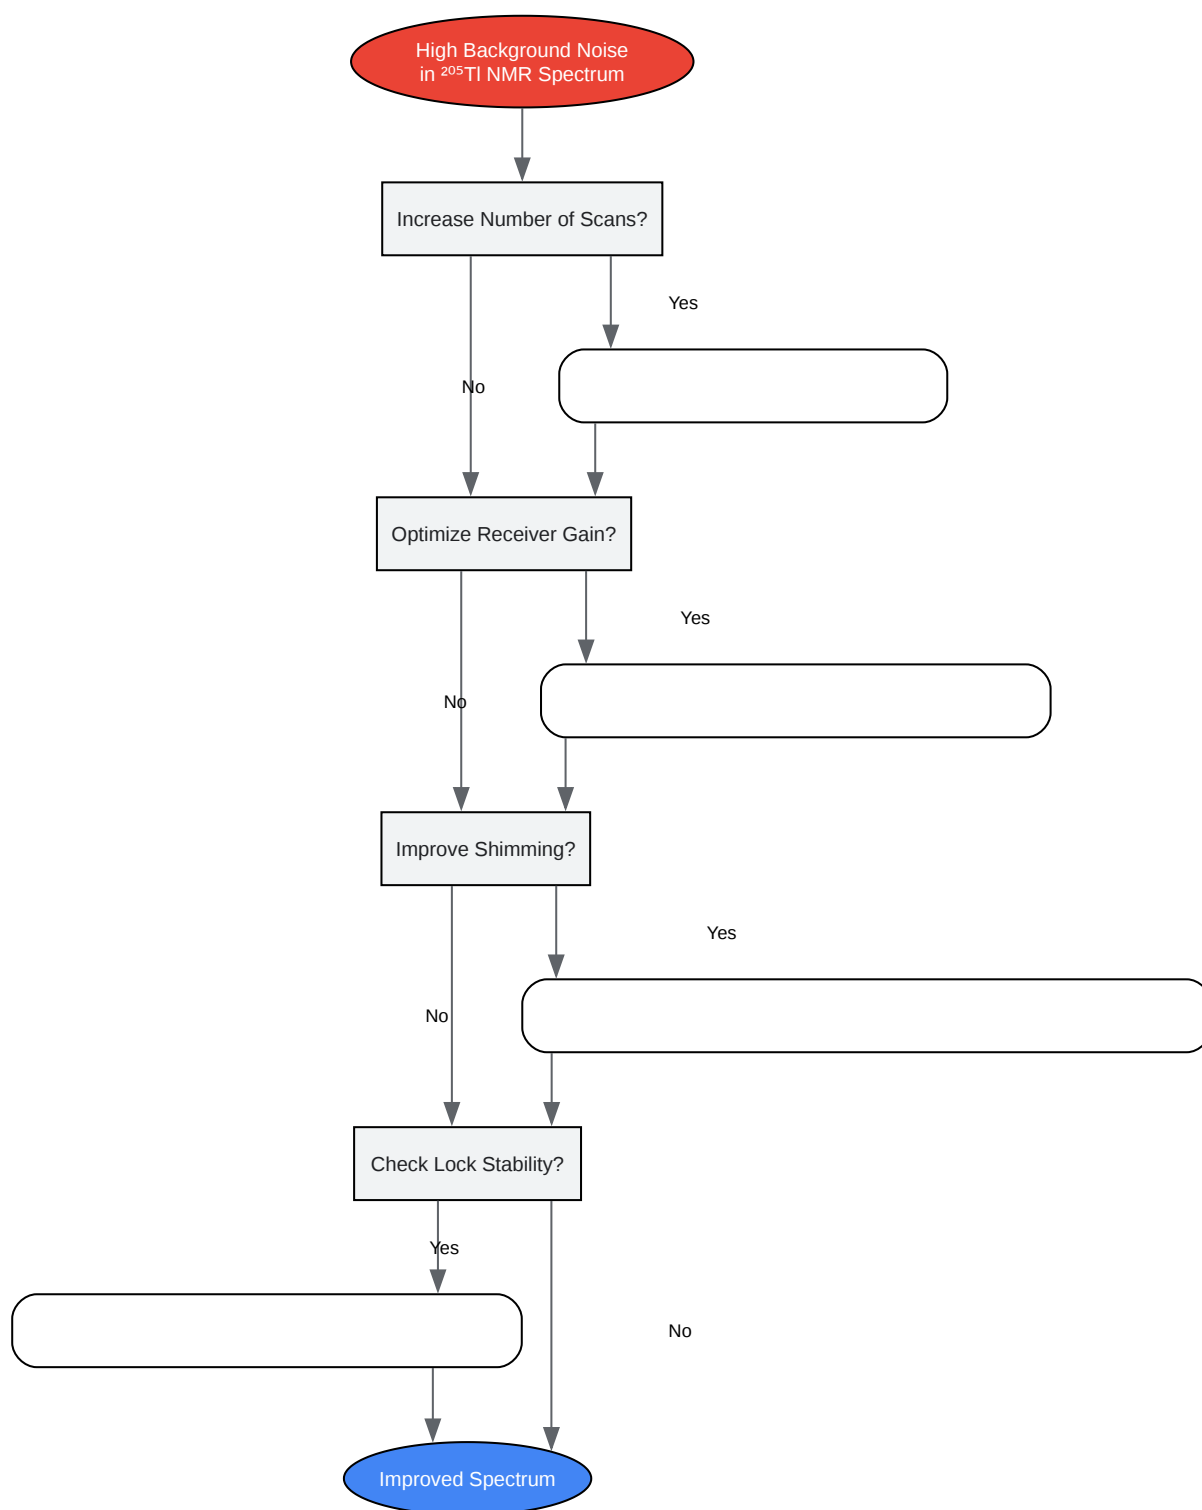 High Background Noise
in ²⁰⁵Tl NMR Spectrum
Increase Number of Scans?
Yes
No
Optimize Receiver Gain?
Yes
No
Improve Shimming?
Yes
No
Check Lock Stability?
Yes
No
Improved Spectrum